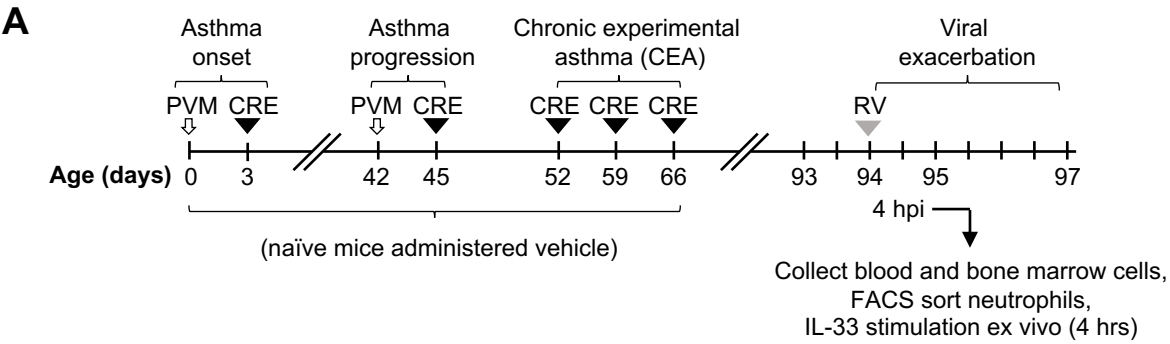 A
Asthma onset
Asthma progression
Chronic experimental asthma (CEA)
Viral exacerbation
PVM CRE PVM CRE CRE CRE CRE RV
Age (days) 0 3 42 45 52 59 66 93 94 95 97
4 hpi
(naïve mice administered vehicle)
Collect blood and bone marrow cells,
FACS sort neutrophils,
IL-33 stimulation ex vivo (4 hrs)